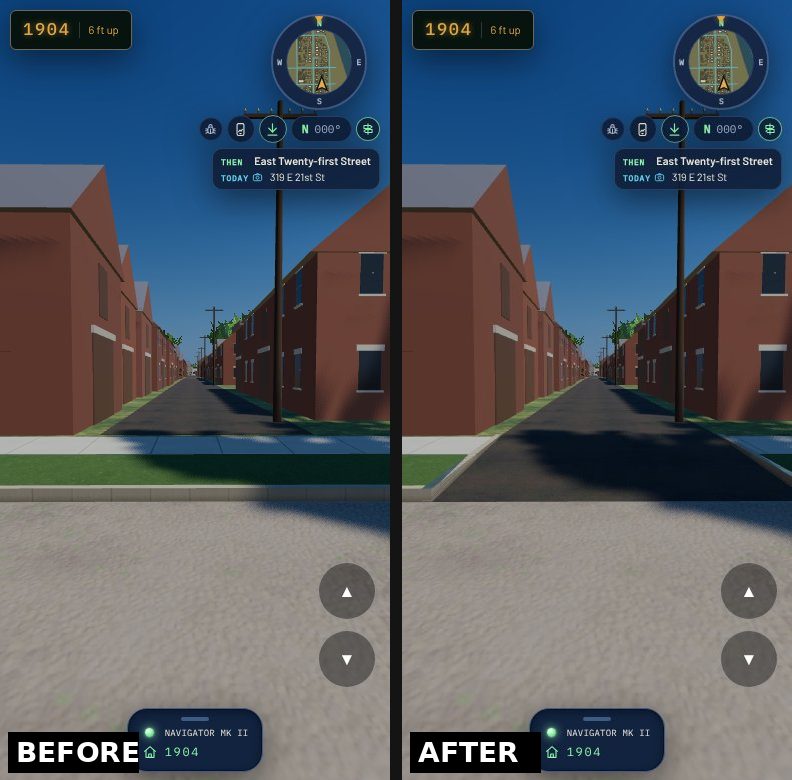 1904 6 ft up
N
W E
S
N 000°
THEN East Twenty-first Street
TODAY 319 E 21st St
NAVIGATOR MK II
1904
BEFORE
1904 6 ft up
N
W E
S
N 000°
THEN East Twenty-first Street
TODAY 319 E 21st St
NAVIGATOR MK II
1904
AFTER